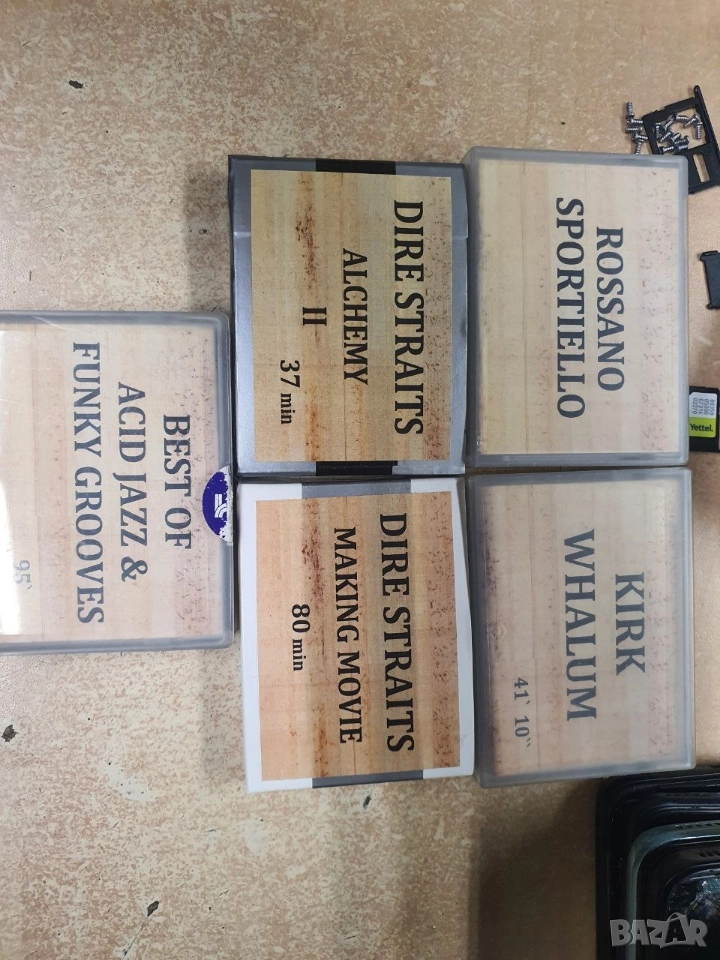 ROSSANO
SPORTIELLO
KIRK
WHALUM
41` 10``
DIRE STRAITS
ALCHEMY
II
37 min
DIRE STRAITS
MAKING MOVIE
80 min
BEST OF
ACID JAZZ &
FUNKY GROOVES
95`
Yettel.
BAZAR